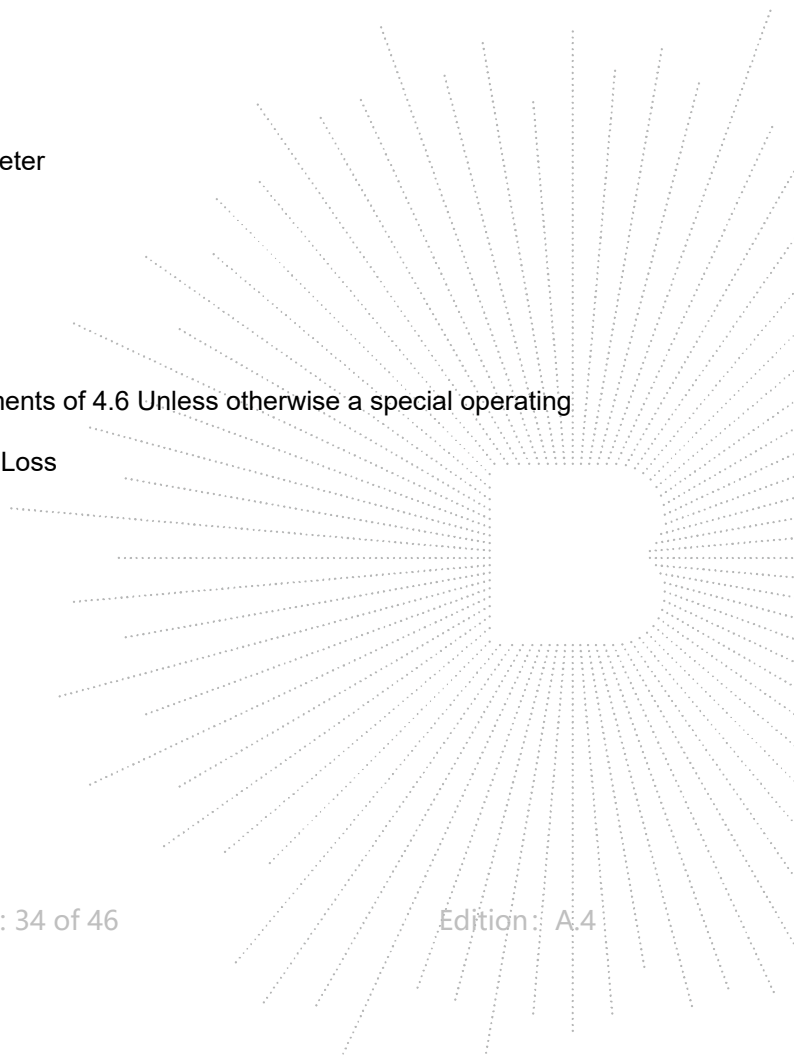 eter
nents of 4.6 Unless otherwise a special operating
Loss
: 34 of 46 Edition：A.4